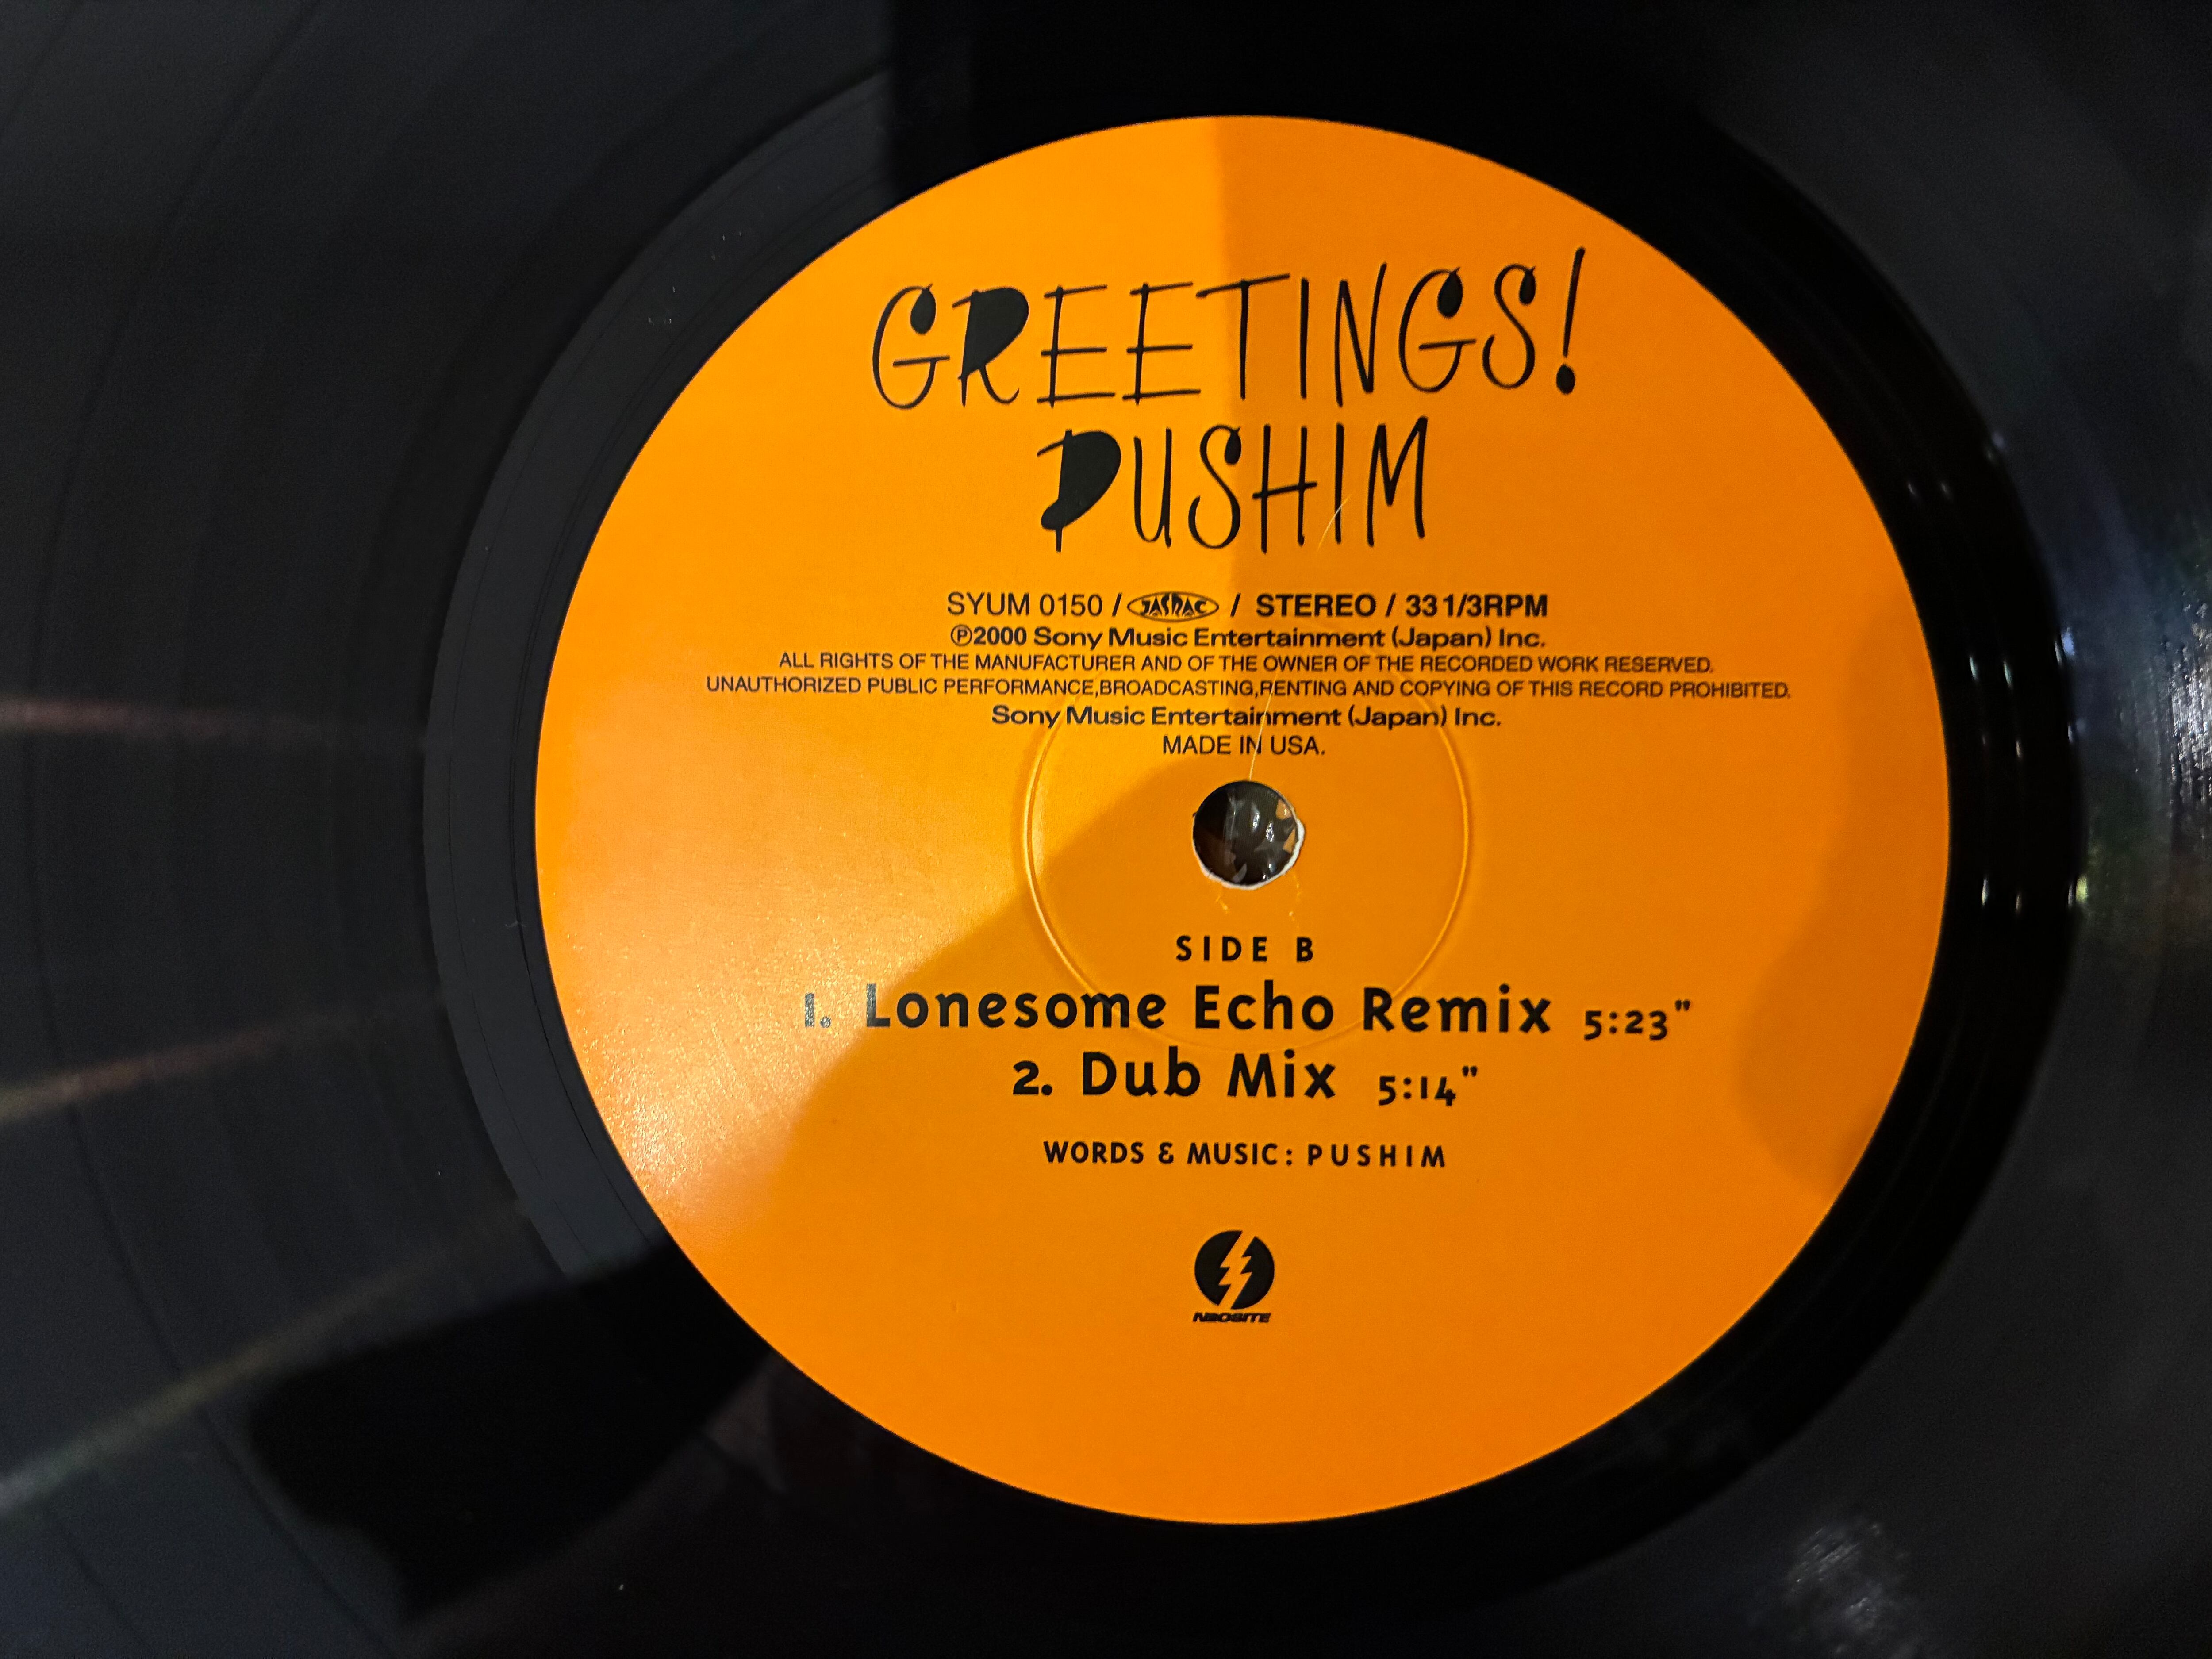 GREETINGS!
PUSHIM
SYUM 0150 / JASRAC / STEREO / 33 1/3RPM
Ⓟ2000 Sony Music Entertainment (Japan) Inc.
ALL RIGHTS OF THE MANUFACTURER AND OF THE OWNER OF THE RECORDED WORK RESERVED.
UNAUTHORIZED PUBLIC PERFORMANCE,BROADCASTING,RENTING AND COPYING OF THIS RECORD PROHIBITED.
Sony Music Entertainment (Japan) Inc.
MADE IN USA.
SIDE B
1. Lonesome Echo Remix 5:23"
2. Dub Mix 5:14"
WORDS & MUSIC: PUSHIM
NEOSITE